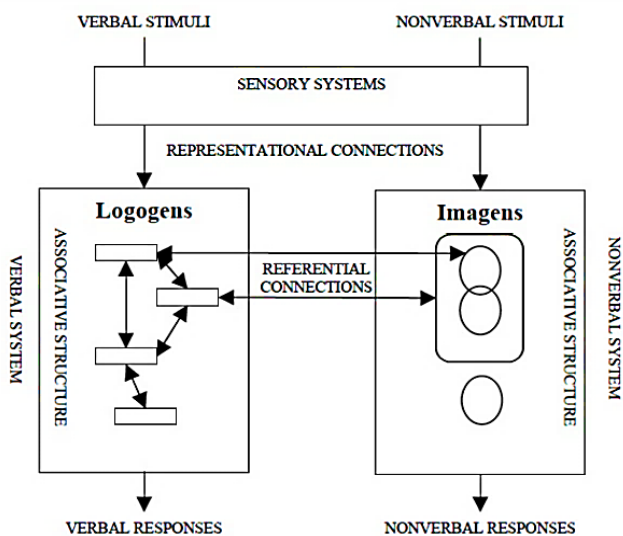 VERBAL STIMULI
NONVERBAL STIMULI
SENSORY SYSTEMS
REPRESENTATIONAL CONNECTIONS
Logogens
Imagens
VERBAL SYSTEM
ASSOCIATIVE STRUCTURE
REFERENTIAL
CONNECTIONS
ASSOCIATIVE STRUCTURE
NONVERBAL SYSTEM
VERBAL RESPONSES
NONVERBAL RESPONSES